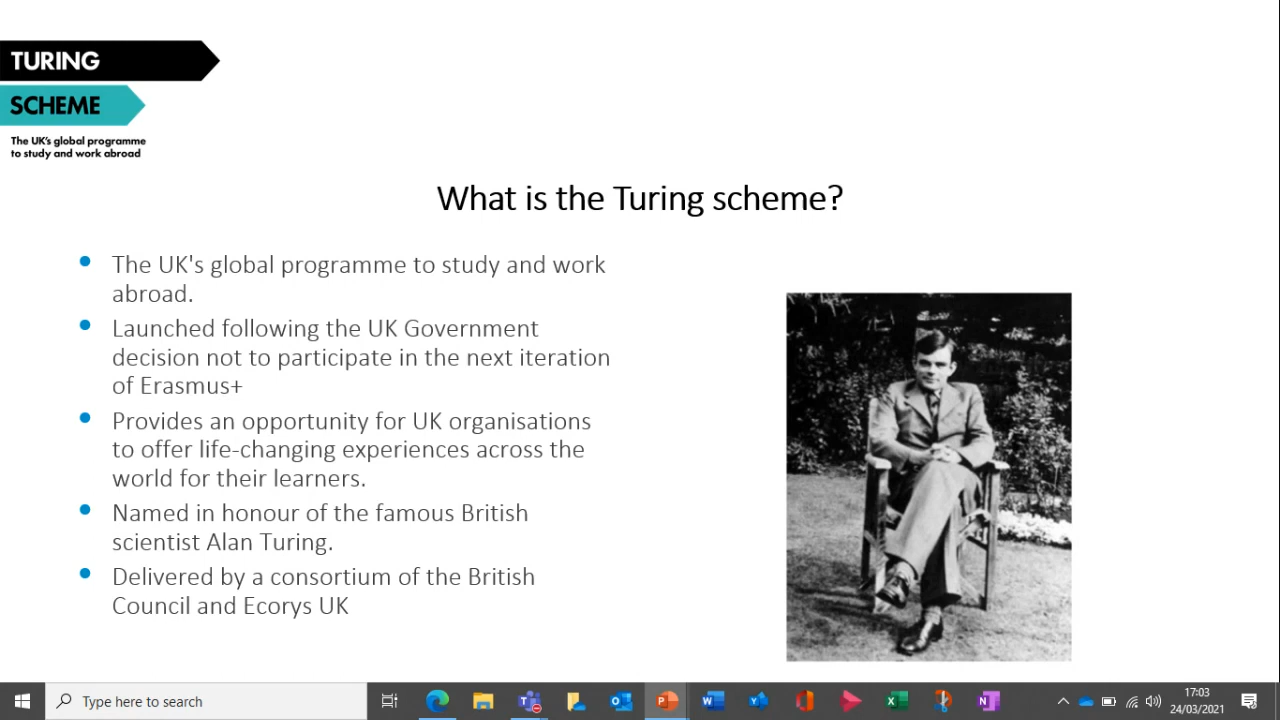 TURING
SCHEME
The UK's global programme
to study and work abroad
What is the Turing scheme?
The UK's global programme to study and work
abroad.
Launched following the UK Government
decision not to participate in the next iteration
of Erasmus+
Provides an opportunity for UK organisations
to offer life-changing experiences across the
world for their learners.
Named in honour of the famous British
scientist Alan Turing.
Delivered by a consortium of the British
Council and Ecorys UK
Type here to search
17:03
24/03/2021